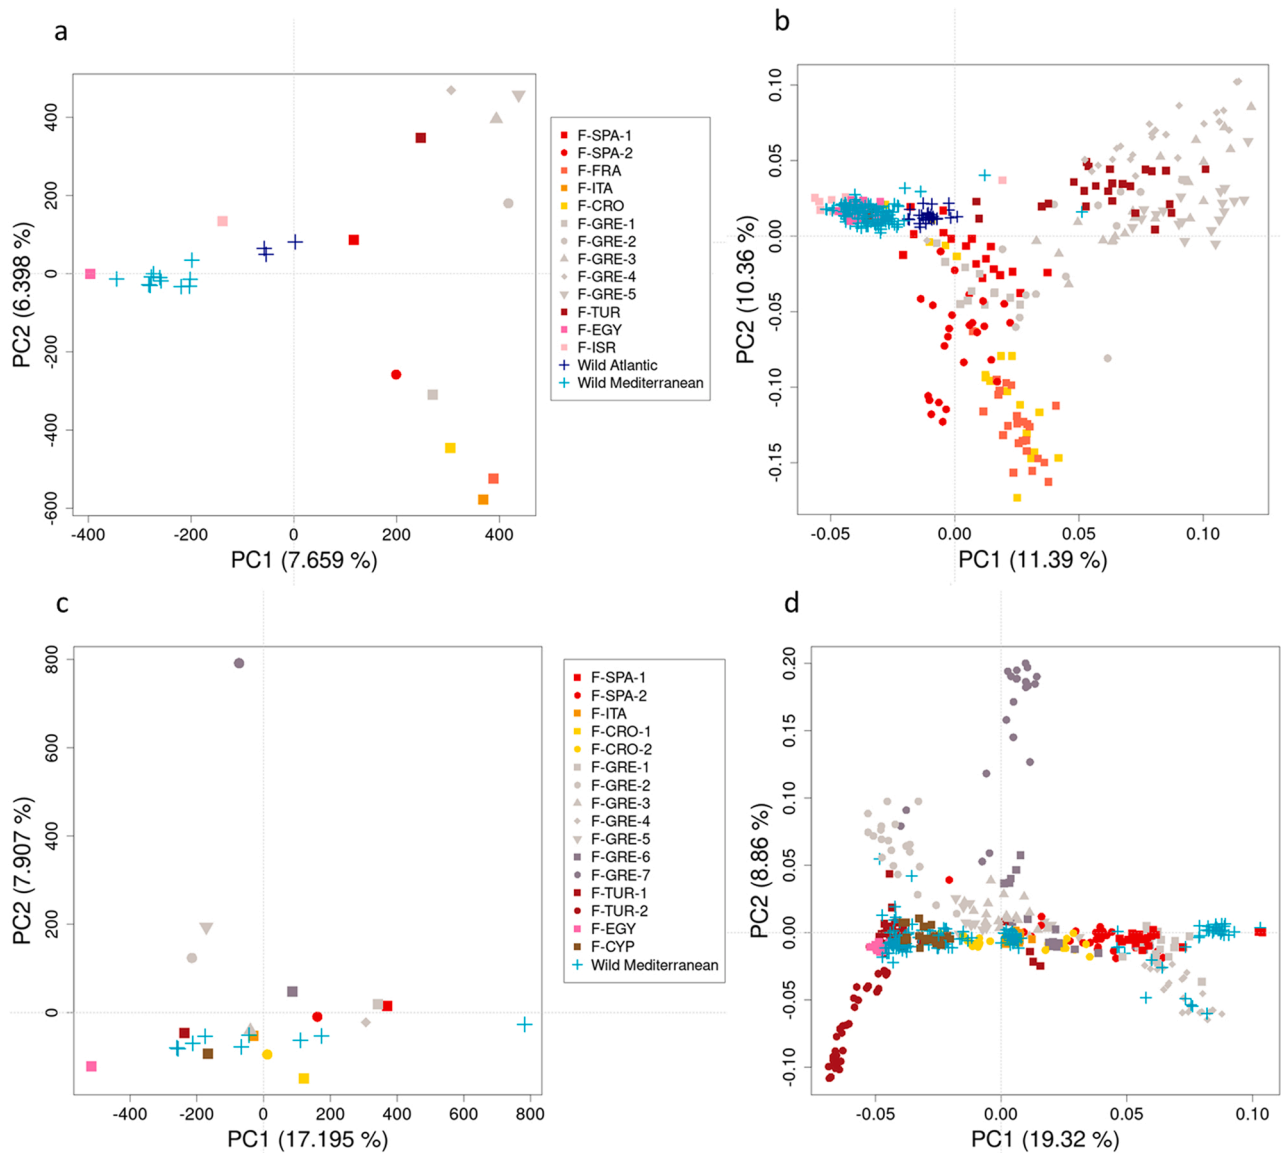 a
400
200
0
-200
-400
-600
PC2 (6.398 %)
-400
-200
0
200
400
PC1 (7.659 %)
F-SPA-1
F-SPA-2
F-FRA
F-ITA
F-CRO
F-GRE-1
F-GRE-2
F-GRE-3
F-GRE-4
F-GRE-5
F-TUR
F-EGY
F-ISR
Wild Atlantic
Wild Mediterranean
b
0.10
0.05
0.00
-0.05
-0.10
-0.15
PC2 (10.36 %)
-0.05
0.00
0.05
0.10
PC1 (11.39 %)
c
800
600
400
200
0
PC2 (7.907 %)
-400
-200
0
200
400
600
800
PC1 (17.195 %)
F-SPA-1
F-SPA-2
F-ITA
F-CRO-1
F-CRO-2
F-GRE-1
F-GRE-2
F-GRE-3
F-GRE-4
F-GRE-5
F-GRE-6
F-GRE-7
F-TUR-1
F-TUR-2
F-EGY
F-CYP
Wild Mediterranean
d
0.20
0.15
0.10
0.05
0.00
-0.05
-0.10
PC2 (8.86 %)
-0.05
0.00
0.05
0.10
PC1 (19.32 %)